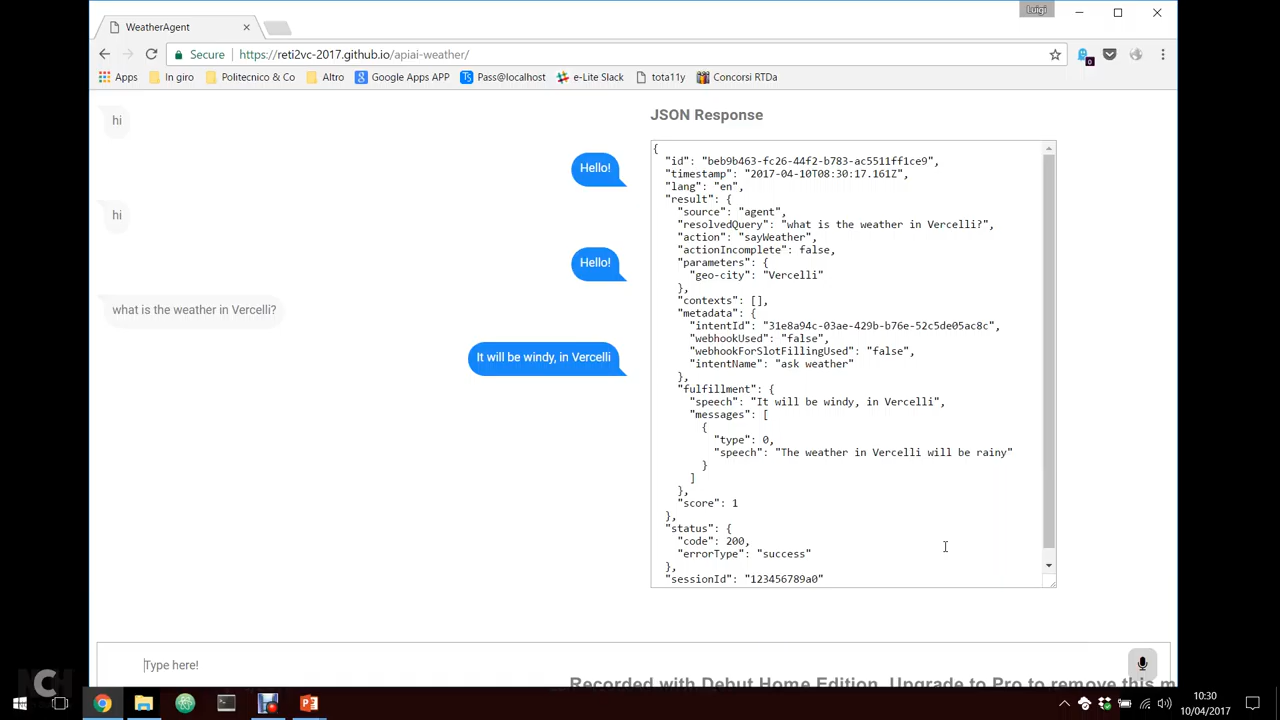 Luigi
WeatherAgent
Secure https://reti2vc-2017.github.io/apiai-weather/
0
Apps In giro Politecnico & Co Altro Google Apps APP Pass@localhost e-Lite Slack tota11y Concorsi RTDa
hi
Hello!
hi
Hello!
what is the weather in Vercelli?
It will be windy, in Vercelli
JSON Response
{
"id": "beb9b463-fc26-44f2-b783-ac5511ff1ce9",
"timestamp": "2017-04-10T08:30:17.161Z",
"lang": "en",
"result": {
"source": "agent",
"resolvedQuery": "what is the weather in Vercelli?",
"action": "sayWeather",
"actionIncomplete": false,
"parameters": {
"geo-city": "Vercelli"
},
"contexts": [],
"metadata": {
"intentId": "31e8a94c-03ae-429b-b76e-52c5de05ac8c",
"webhookUsed": "false",
"webhookForSlotFillingUsed": "false",
"intentName": "ask weather"
},
"fulfillment": {
"speech": "It will be windy, in Vercelli",
"messages": [
{
"type": 0,
"speech": "The weather in Vercelli will be rainy"
}
]
},
"score": 1
},
"status": {
"code": 200,
"errorType": "success"
},
"sessionId": "123456789a0"
Type here!
Recorded with Debut Home Edition. Upgrade to Pro to remove this m
NCH
10:30
10/04/2017